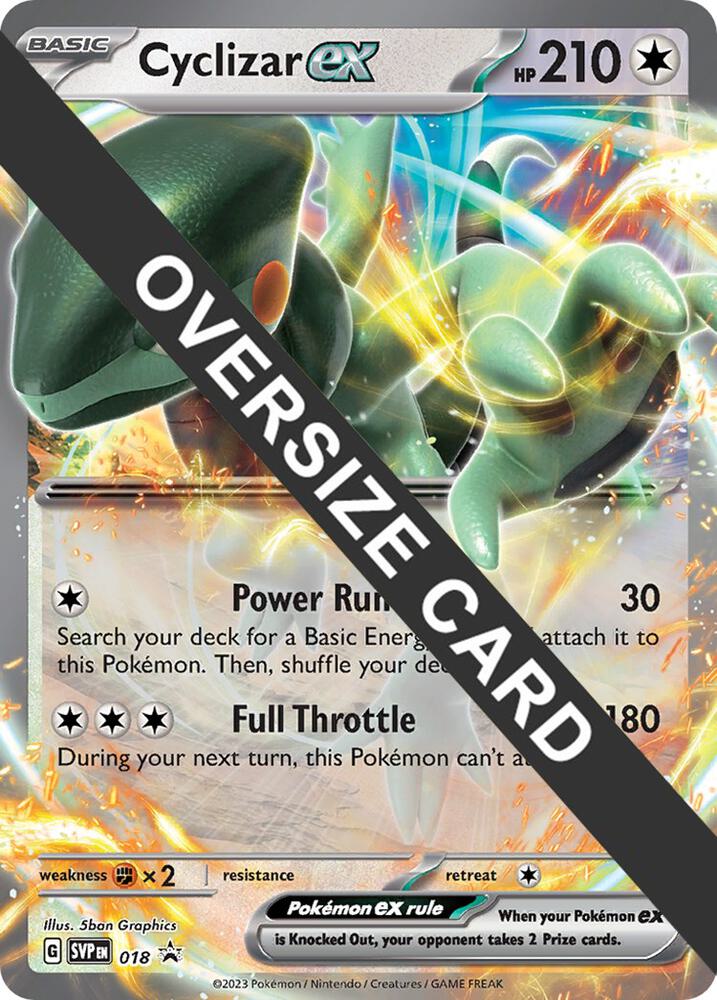 BASIC
Cyclizar ex HP 210
OVERSIZE CARD
Power Run 30
Search your deck for a Basic Energ attach it to
this Pokémon. Then, shuffle your de
Full Throttle 180
During your next turn, this Pokémon can't a
weakness ×2 resistance retreat
Pokémon ex rule When your Pokémon ex
is Knocked Out, your opponent takes 2 Prize cards.
Illus. 5ban Graphics
G SVP EN 018
©2023 Pokémon / Nintendo / Creatures / GAME FREAK